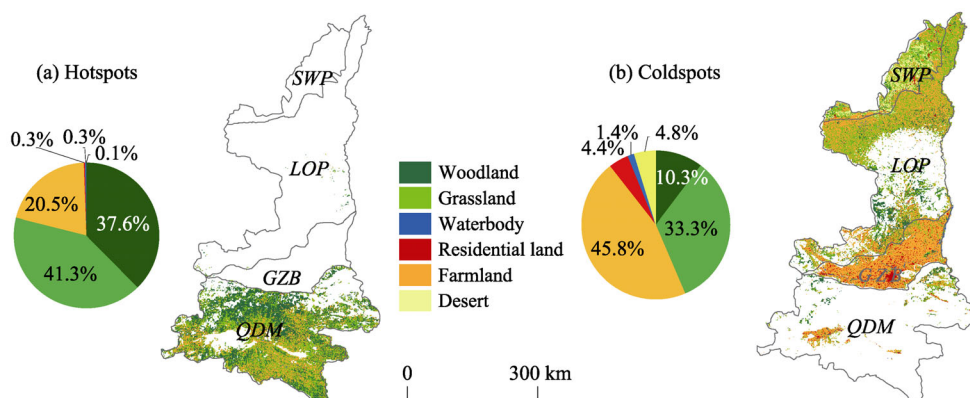 (a) Hotspots
0.3%
0.3%
0.1%
20.5%
37.6%
41.3%
SWP
LOP
GZB
QDM
Woodland
Grassland
Waterbody
Residential land
Farmland
Desert
0
300 km
(b) Coldspots
1.4%
4.8%
4.4%
10.3%
33.3%
45.8%
SWP
LOP
GZB
QDM